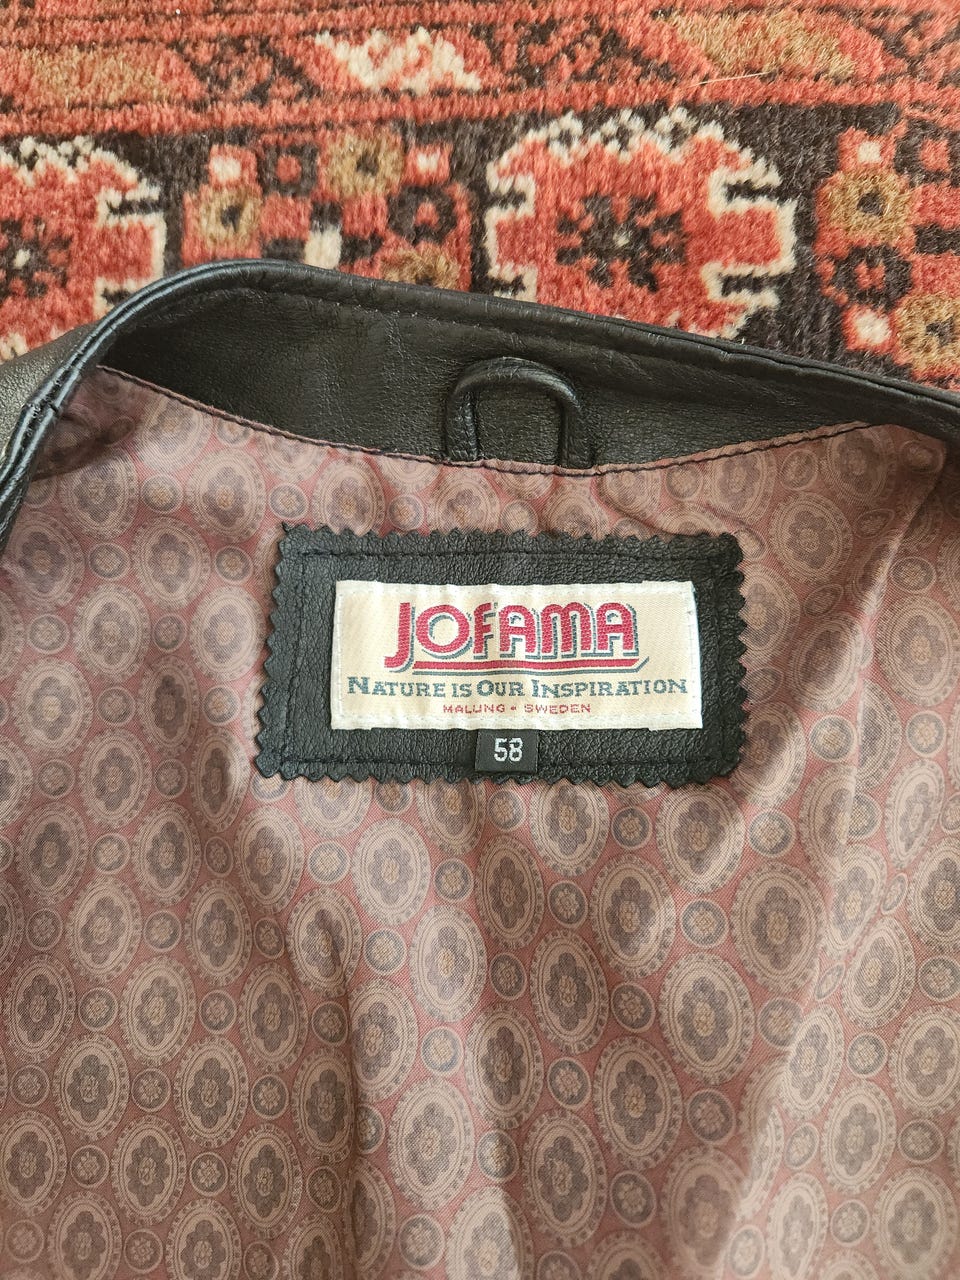 JOFAMA
NATURE IS OUR INSPIRATION
MALUNG • SWEDEN
58